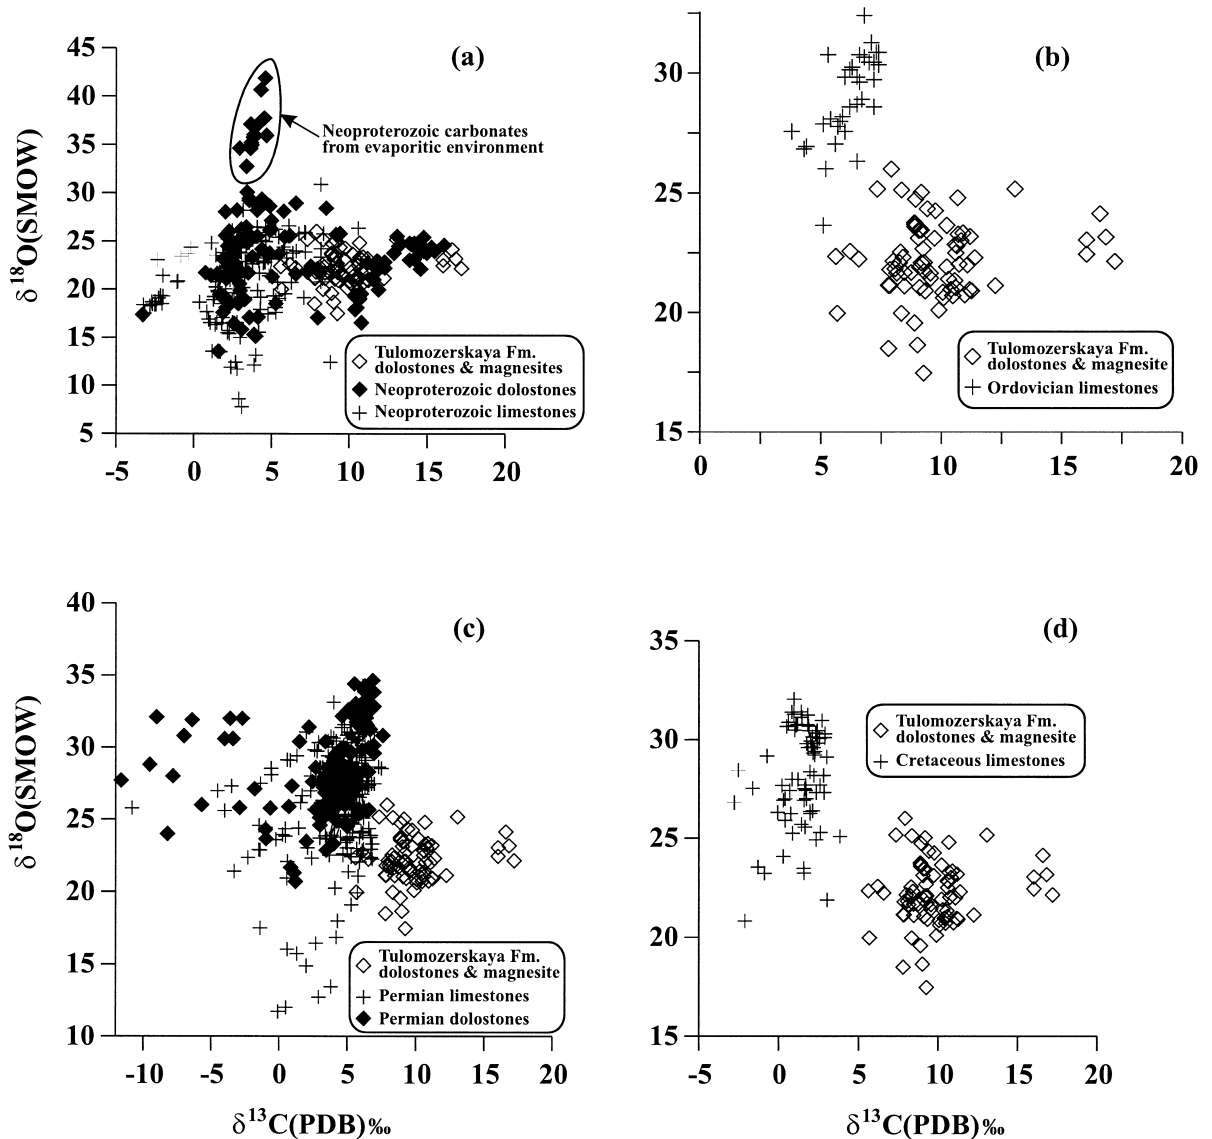 (a)
45
40
35
30
25
20
15
10
5
-5
0
5
10
15
20
δ18O(SMOW)
Neoproterozoic carbonates
from evaporitic environment
Tulomozerskaya Fm.
dolostones & magnesites
Neoproterozoic dolostones
Neoproterozoic limestones
(b)
30
25
20
15
0
5
10
15
20
Tulomozerskaya Fm.
dolostones & magnesite
Ordovician limestones
(c)
40
35
30
25
20
15
10
-10
-5
0
5
10
15
20
δ18O(SMOW)
δ13C(PDB)‰
Tulomozerskaya Fm.
dolostones & magnesite
Permian limestones
Permian dolostones
(d)
35
30
25
20
15
-5
0
5
10
15
20
Tulomozerskaya Fm.
dolostones & magnesite
Cretaceous limestones
δ13C(PDB)‰